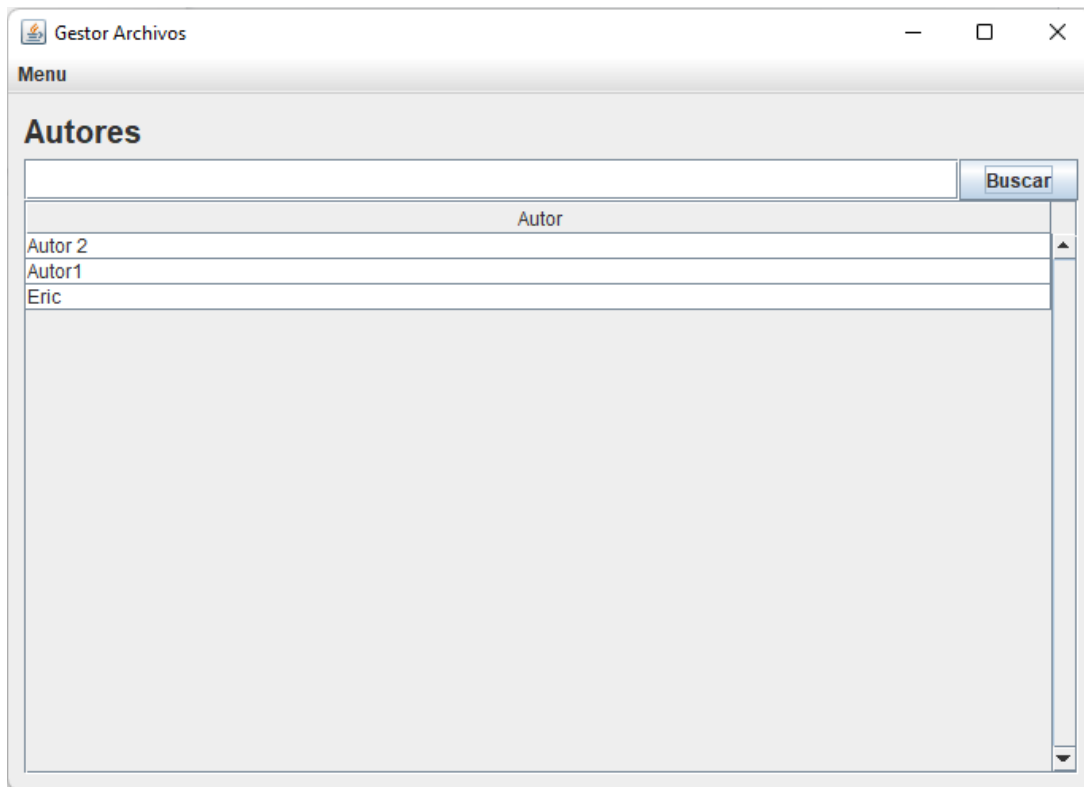 Gestor Archivos
Menu
Autores
Buscar
Autor
Autor 2
Autor1
Eric